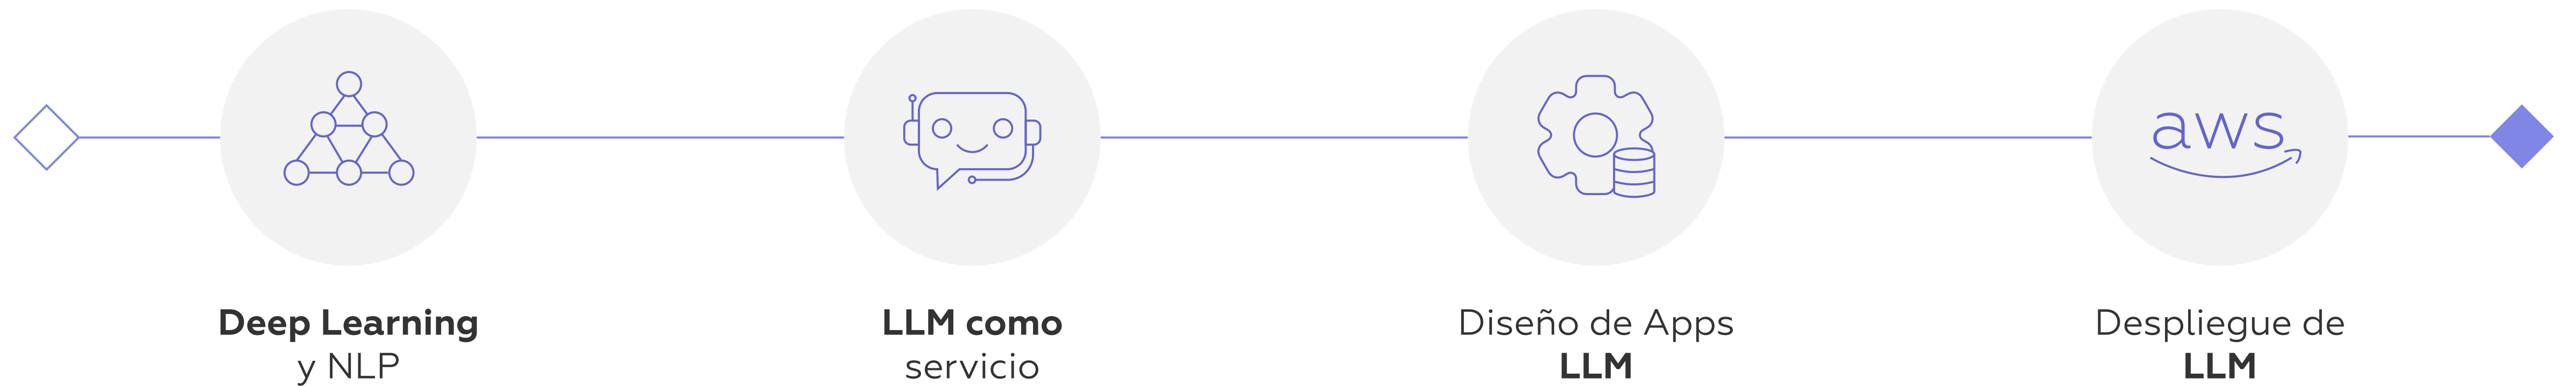 aws
Deep Learning
y NLP
LLM como
servicio
Diseño de Apps
LLM
Despliegue de
LLM